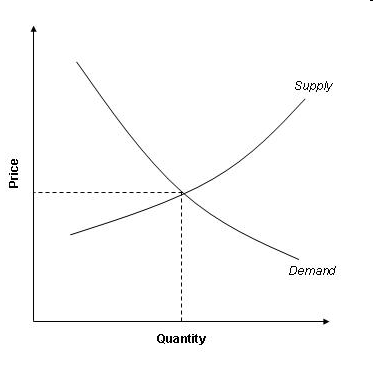 Supply
Price
Demand
Quantity